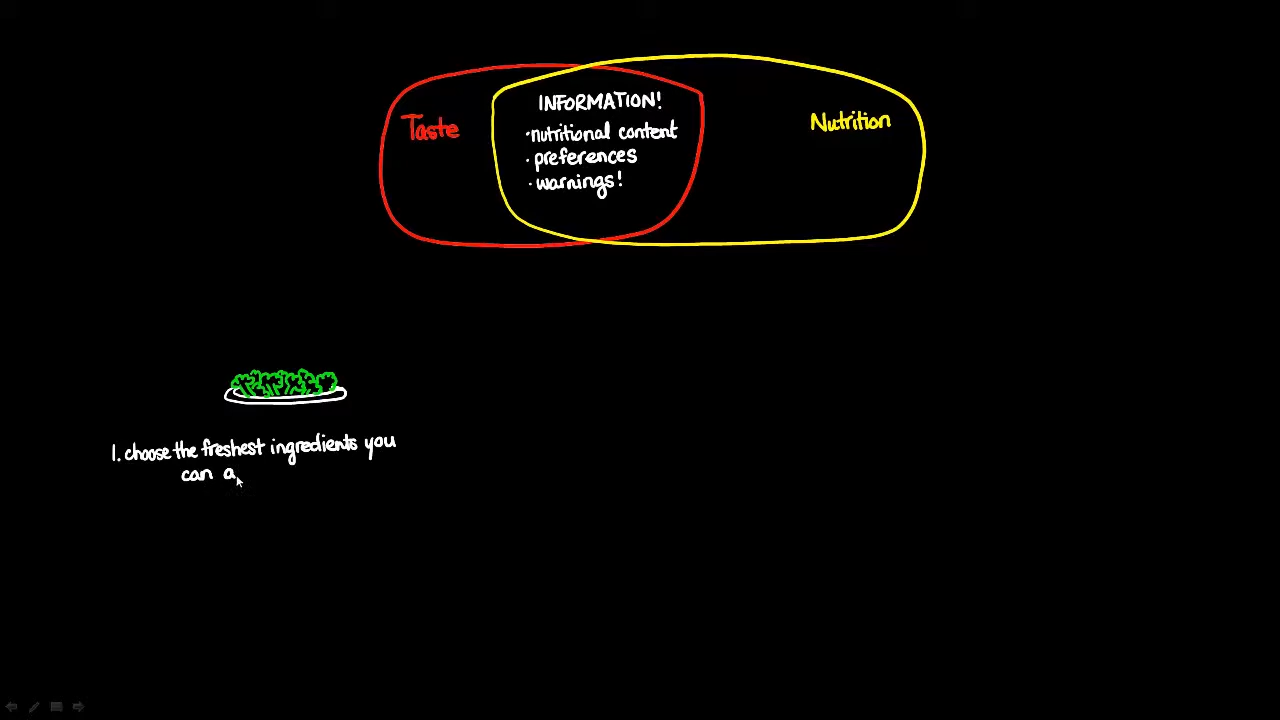 INFORMATION!
Taste
Nutrition
· nutritional content
· preferences
· warnings!
1. choose the freshest ingredients you
can a